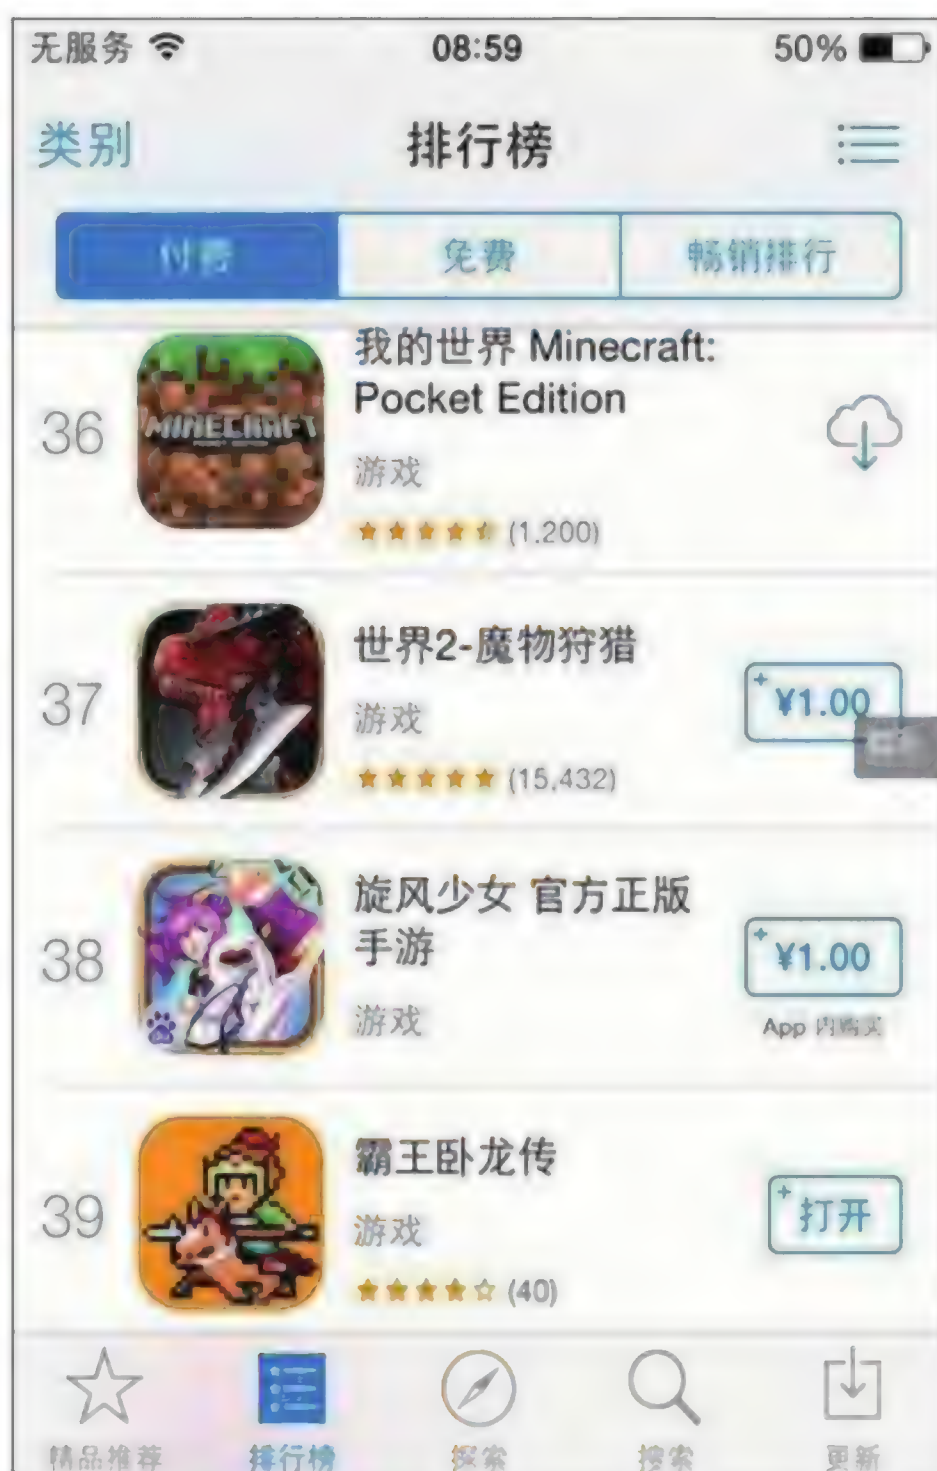 无服务 08:59 50%
类别 排行榜
付费 免费 畅销排行
36
MINECRAFT
我的世界 Minecraft:
Pocket Edition
游戏
(1,200)
37
世界2-魔物狩猎
游戏
(15,432)
+ ¥1.00
38
旋风少女 官方正版
手游
游戏
+ ¥1.00
App 内购买
39
霸王卧龙传
游戏
(40)
+ 打开
精品推荐 排行榜 探索 搜索 更新